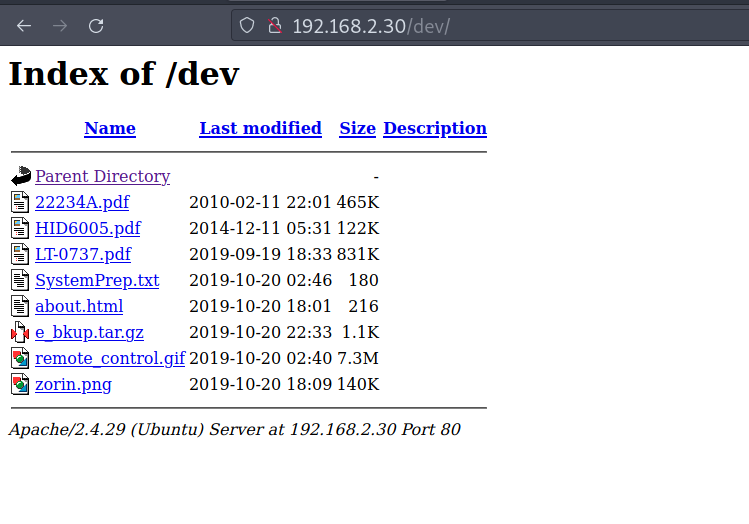 192.168.2.30/dev/
Index of /dev
Name Last modified Size Description
Parent Directory -
22234A.pdf 2010-02-11 22:01 465K
HID6005.pdf 2014-12-11 05:31 122K
LT-0737.pdf 2019-09-19 18:33 831K
SystemPrep.txt 2019-10-20 02:46 180
about.html 2019-10-20 18:01 216
e_bkup.tar.gz 2019-10-20 22:33 1.1K
remote_control.gif 2019-10-20 02:40 7.3M
zorin.png 2019-10-20 18:09 140K
Apache/2.4.29 (Ubuntu) Server at 192.168.2.30 Port 80